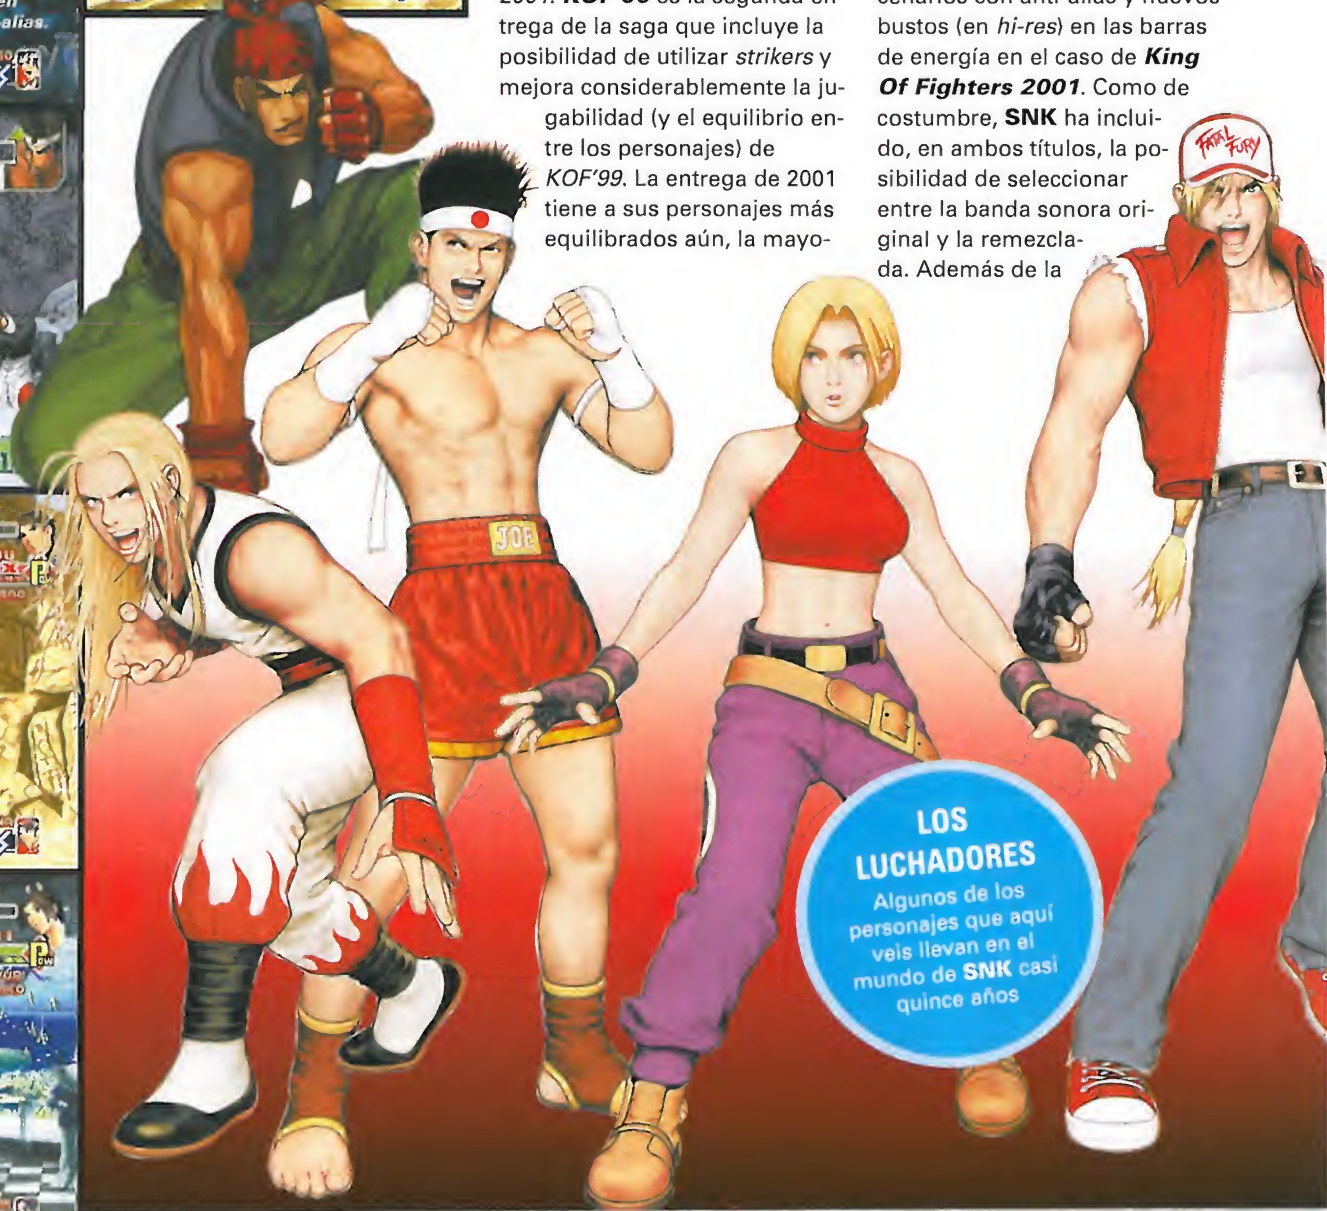 alias.
trega de la saga que incluye la
posibilidad de utilizar strikers y
mejora considerablemente la ju-
gabilidad (y el equilibrio en-
tre los personajes) de
KOF'99. La entrega de 2001
tiene a sus personajes más
equilibrados aún, la mayo-
bustos (en hi-res) en las barras
de energía en el caso de King
Of Fighters 2001. Como de
costumbre, SNK ha inclui-
do, en ambos títulos, la po-
sibilidad de seleccionar
entre la banda sonora ori-
ginal y la remezcla-
da. Además de la
FATAL
FURY
JOE
LOS
LUCHADORES
Algunos de los
personajes que aquí
veis llevan en el
mundo de SNK casi
quince años